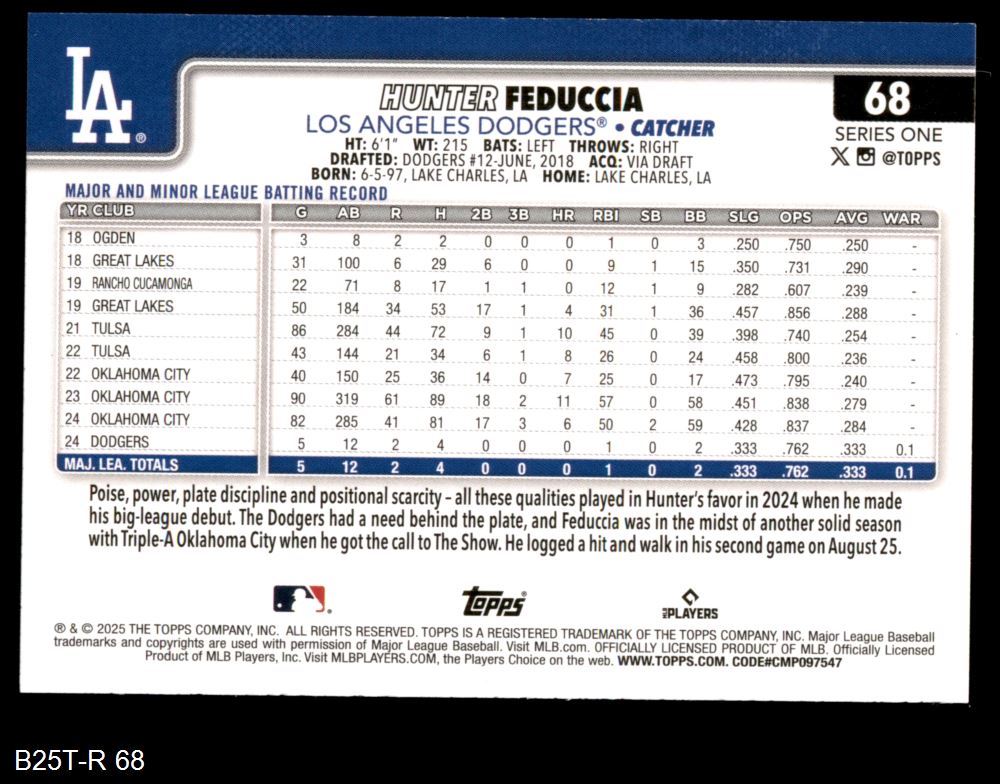 LA®
HUNTER FEDUCCIA
68
LOS ANGELES DODGERS® • CATCHER
SERIES ONE
HT: 6'1" WT: 215 BATS: LEFT THROWS: RIGHT
DRAFTED: DODGERS #12-JUNE, 2018 ACQ: VIA DRAFT
X @TOPPS
BORN: 6-5-97, LAKE CHARLES, LA HOME: LAKE CHARLES, LA
MAJOR AND MINOR LEAGUE BATTING RECORD
YR CLUB G AB R H 2B 3B HR RBI SB BB SLG OPS AVG WAR
18 OGDEN 3 8 2 2 0 0 0 1 0 3 .250 .750 .250 -
18 GREAT LAKES 31 100 6 29 6 0 0 9 1 15 .350 .731 .290 -
19 RANCHO CUCAMONGA 22 71 8 17 1 1 0 12 1 9 .282 .607 .239 -
19 GREAT LAKES 50 184 34 53 17 1 4 31 1 36 .457 .856 .288 -
21 TULSA 86 284 44 72 9 1 10 45 0 39 .398 .740 .254 -
22 TULSA 43 144 21 34 6 1 8 26 0 24 .458 .800 .236 -
22 OKLAHOMA CITY 40 150 25 36 14 0 7 25 0 17 .473 .795 .240 -
23 OKLAHOMA CITY 90 319 61 89 18 2 11 57 0 58 .451 .838 .279 -
24 OKLAHOMA CITY 82 285 41 81 17 3 6 50 2 59 .428 .837 .284 -
24 DODGERS 5 12 2 4 0 0 0 1 0 2 .333 .762 .333 0.1
MAJ. LEA. TOTALS 5 12 2 4 0 0 0 1 0 2 .333 .762 .333 0.1
Poise, power, plate discipline and positional scarcity – all these qualities played in Hunter's favor in 2024 when he made
his big-league debut. The Dodgers had a need behind the plate, and Feduccia was in the midst of another solid season
with Triple-A Oklahoma City when he got the call to The Show. He logged a hit and walk in his second game on August 25.
Topps®
MLB PLAYERS
® & © 2025 THE TOPPS COMPANY, INC. ALL RIGHTS RESERVED. TOPPS IS A REGISTERED TRADEMARK OF THE TOPPS COMPANY, INC. Major League Baseball
trademarks and copyrights are used with permission of Major League Baseball. Visit MLB.com. OFFICIALLY LICENSED PRODUCT OF MLB. Officially Licensed
Product of MLB Players, Inc. Visit MLBPLAYERS.COM, the Players Choice on the web. WWW.TOPPS.COM. CODE#CMP097547
B25T-R 68